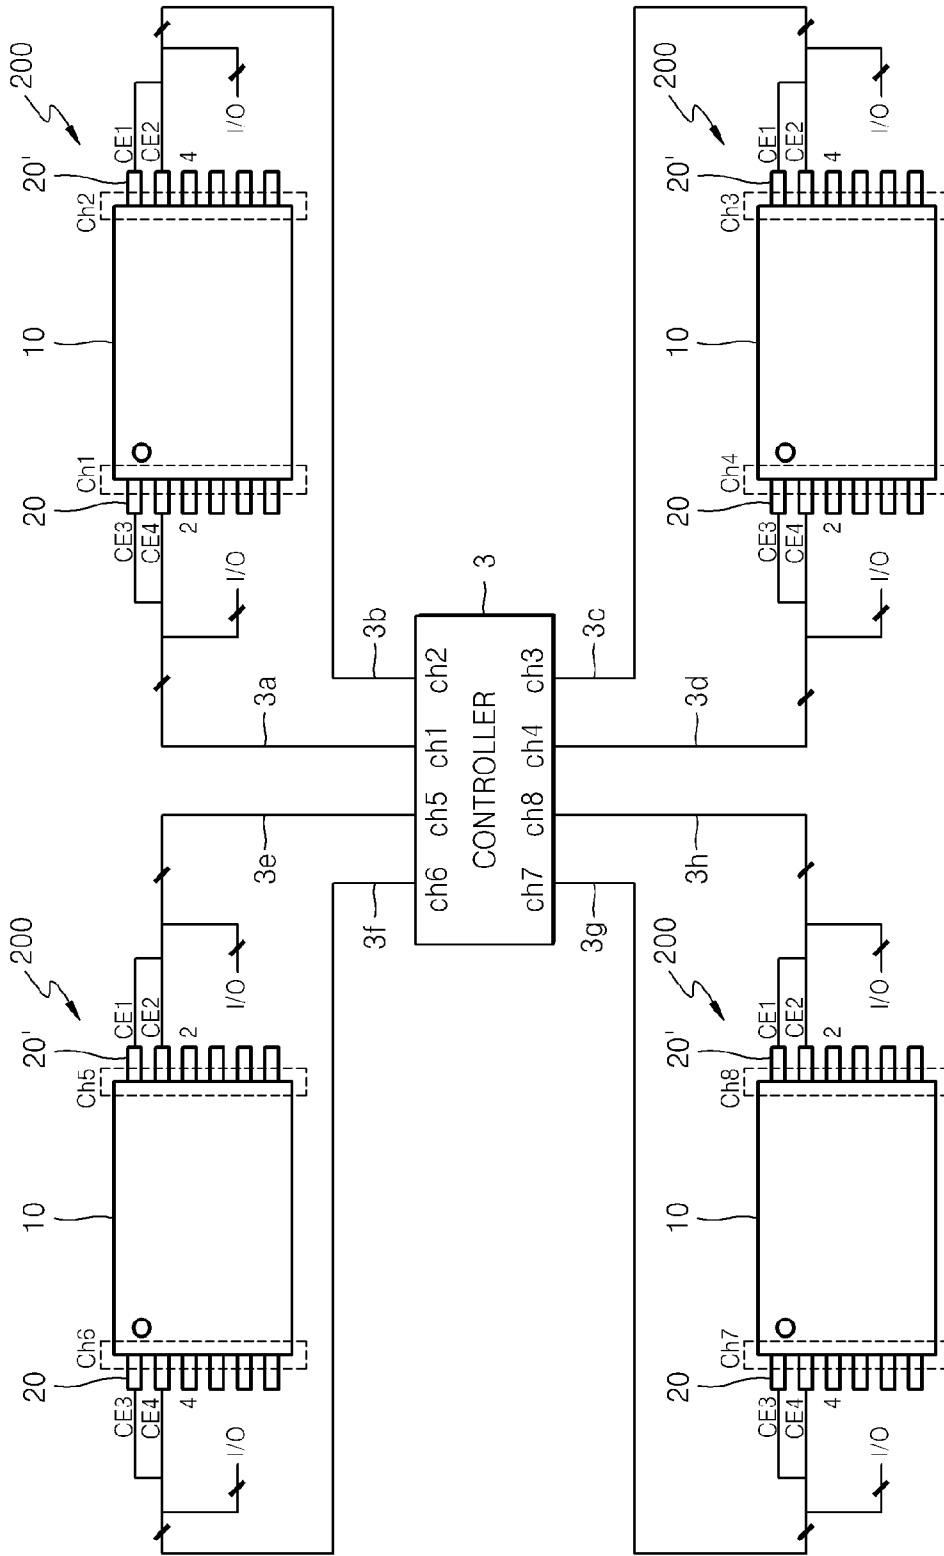 20 10 20' 200 20 10 20' 200
Ch6 Ch5 Ch1 Ch2
CE3 CE1 CE3 CE1
CE4 CE2 CE4 CE2
4 2 2 4
I/O I/O I/O I/O
3e 3a
3f 3b
ch6 ch5 ch1 ch2
CONTROLLER 3
ch7 ch8 ch4 ch3
3g 3c
3h 3d
20 10 20' 200 20 10 20' 200
Ch7 Ch8 Ch4 Ch3
CE3 CE1 CE3 CE1
CE4 CE2 CE4 CE2
4 2 2 4
I/O I/O I/O I/O